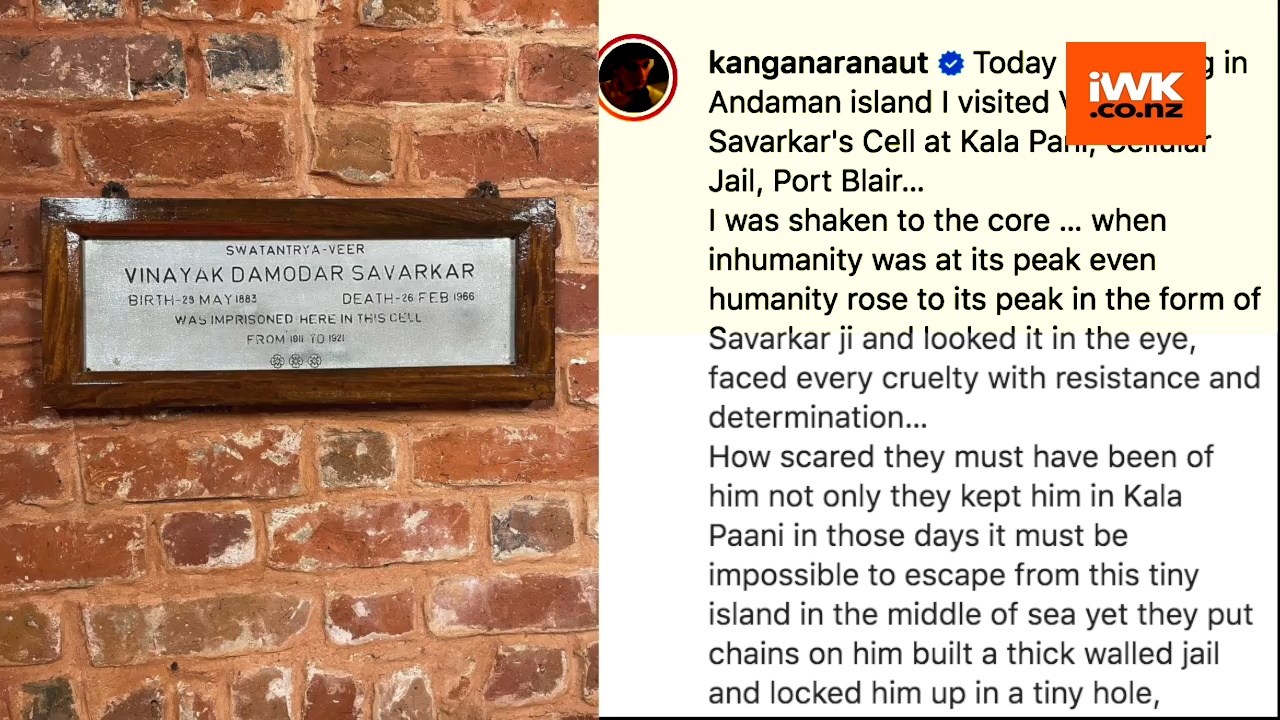 SWATANTRYA-VEER
VINAYAK DAMODAR SAVARKAR
BIRTH-28 MAY 1883 DEATH-26 FEB 1966
WAS IMPRISONED HERE IN THIS CELL
FROM 1911 TO 1921
kanganaranaut Today g in
Andaman island I visited V
Savarkar's Cell at Kala Pani, Cellular
Jail, Port Blair...
I was shaken to the core ... when
inhumanity was at its peak even
humanity rose to its peak in the form of
Savarkar ji and looked it in the eye,
faced every cruelty with resistance and
determination...
How scared they must have been of
him not only they kept him in Kala
Paani in those days it must be
impossible to escape from this tiny
island in the middle of sea yet they put
chains on him built a thick walled jail
and locked him up in a tiny hole,
iWK
.co.nz